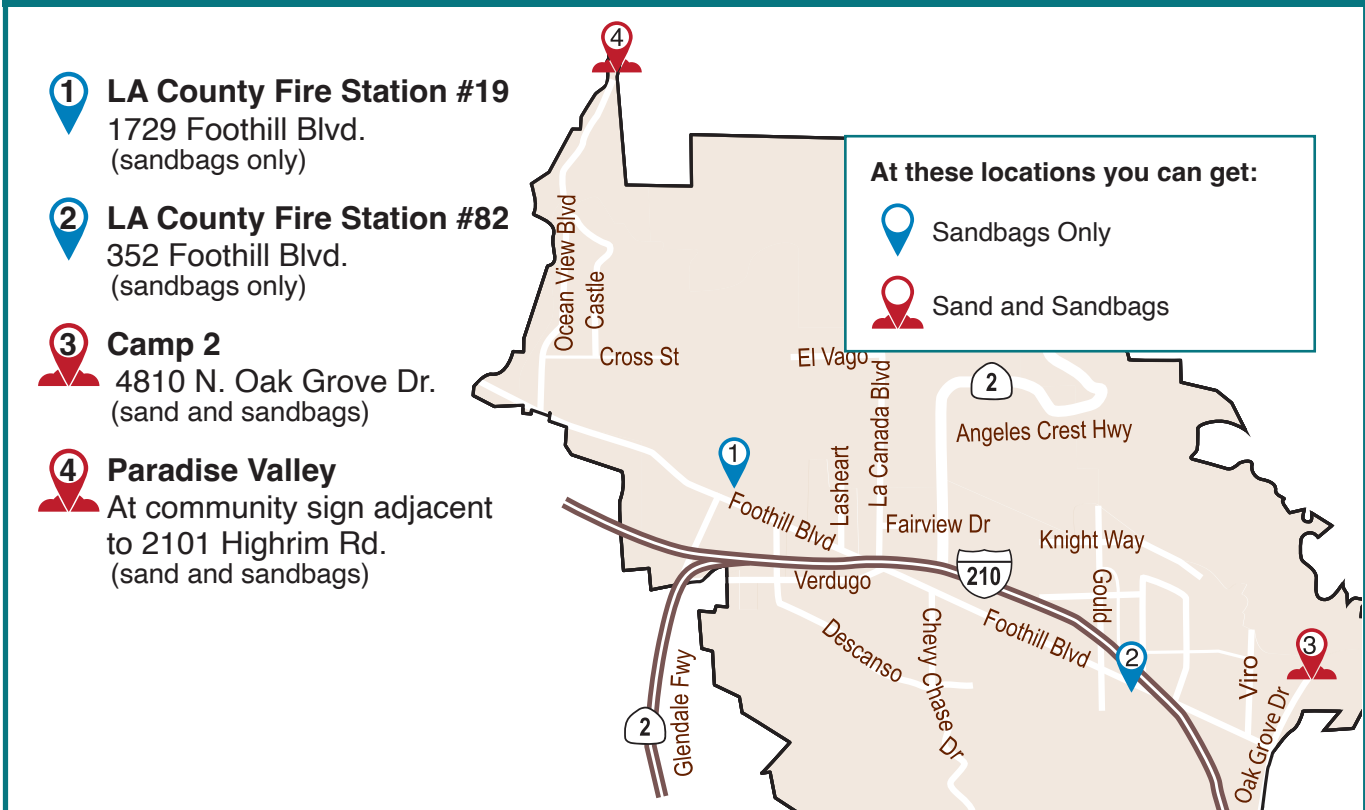 1
LA County Fire Station #19
1729 Foothill Blvd.
(sandbags only)
2
LA County Fire Station #82
352 Foothill Blvd.
(sandbags only)
3
Camp 2
4810 N. Oak Grove Dr.
(sand and sandbags)
4
Paradise Valley
At community sign adjacent
to 2101 Highrim Rd.
(sand and sandbags)
4
At these locations you can get:
Sandbags Only
Sand and Sandbags
Ocean View Blvd
Castle
Cross St
El Vago
La Canada Blvd
2
Angeles Crest Hwy
1
Lasheart
Foothill Blvd
Fairview Dr
Knight Way
Verdugo
210
Gould
Descanso
Chevy Chase Dr
Foothill Blvd
2
3
Viro
Oak Grove Dr
Glendale Fwy
2